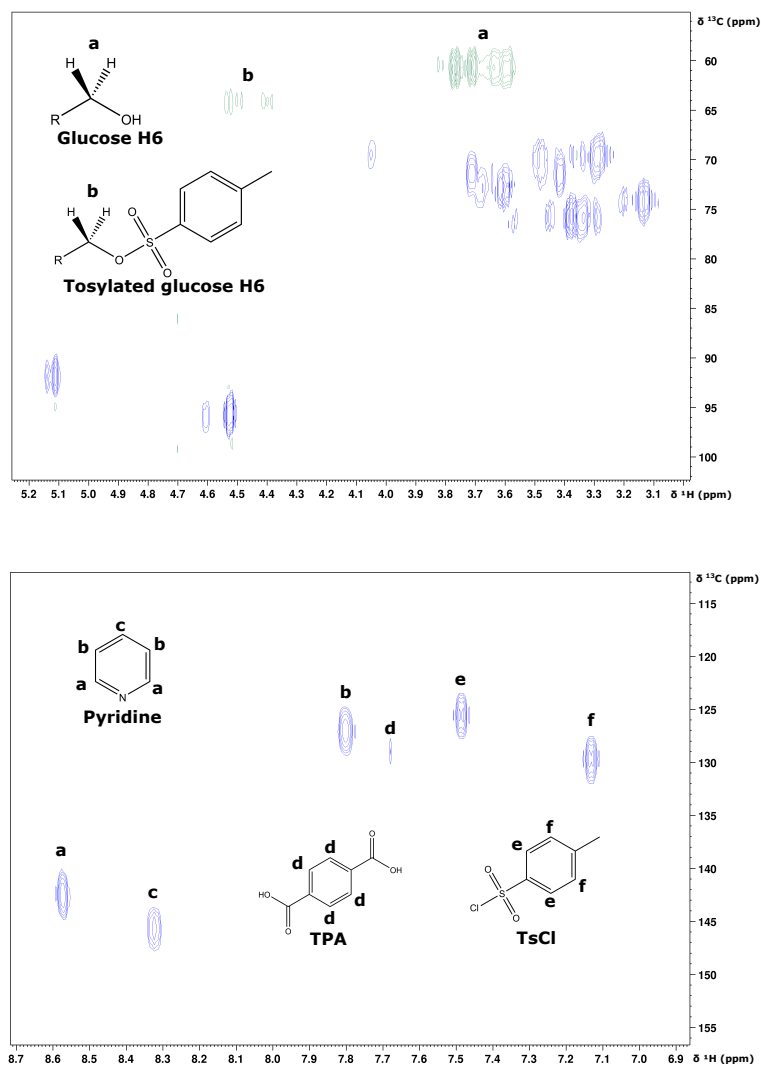 δ ¹³C (ppm)
a
a
H H
b
60
R OH
65
Glucose H6
70
b
H H O
75
S
R O
O
80
Tosylated glucose H6
85
90
95
100
5.2 5.1 5.0 4.9 4.8 4.7 4.6 4.5 4.4 4.3 4.2 4.1 4.0 3.9 3.8 3.7 3.6 3.5 3.4 3.3 3.2 3.1 δ ¹H (ppm)
δ ¹³C (ppm)
115
c
b b
120
a N a
Pyridine
b e
125
d f
130
135
O
d d f
OH e
a
140
c
HO d d O f
S
Cl O e
O d
145
TPA TsCl
150
155
8.7 8.6 8.5 8.4 8.3 8.2 8.1 8.0 7.9 7.8 7.7 7.6 7.5 7.4 7.3 7.2 7.1 7.0 6.9 δ ¹H (ppm)